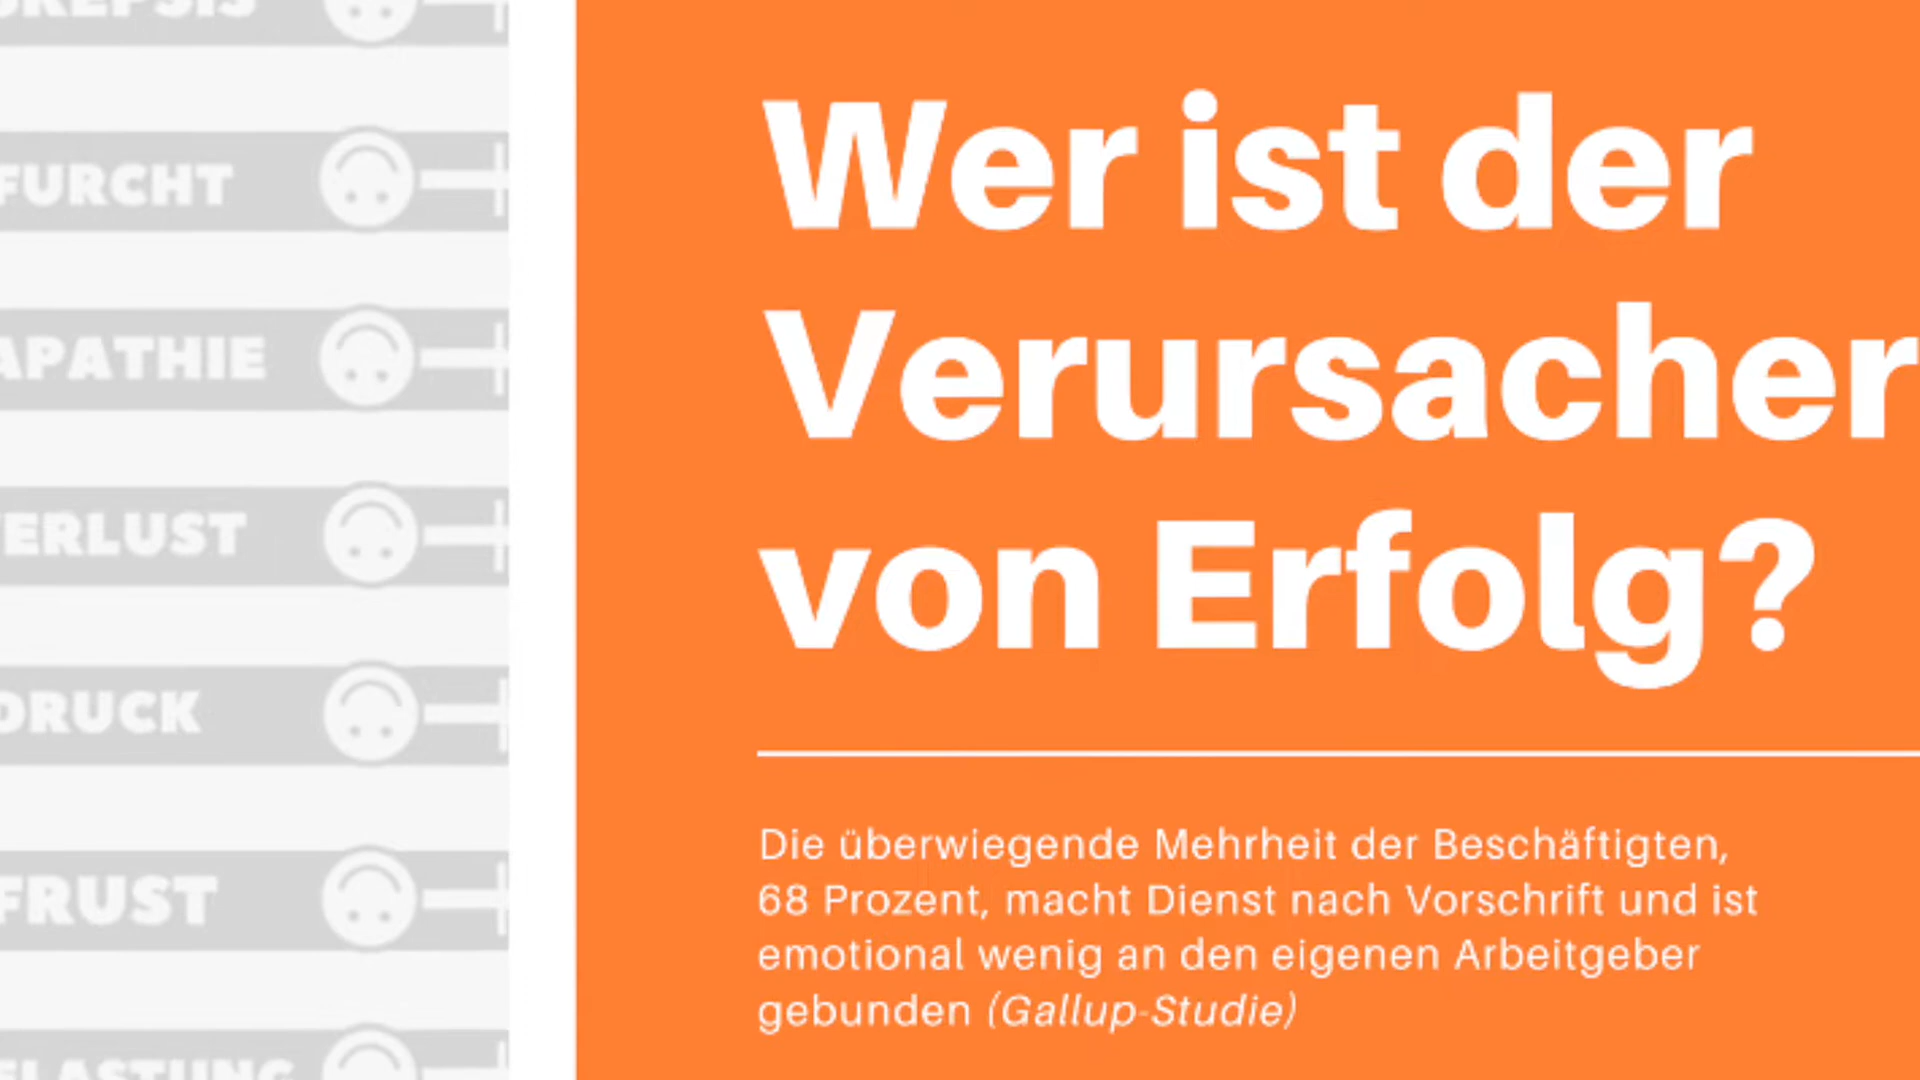 FURCHT
APATHIE
DRUCK
FRUST
Wer ist der
Verursacher
von Erfolg?
Die überwiegende Mehrheit der Beschäftigten,
68 Prozent, macht Dienst nach Vorschrift und ist
emotional wenig an den eigenen Arbeitgeber
gebunden (Gallup-Studie)